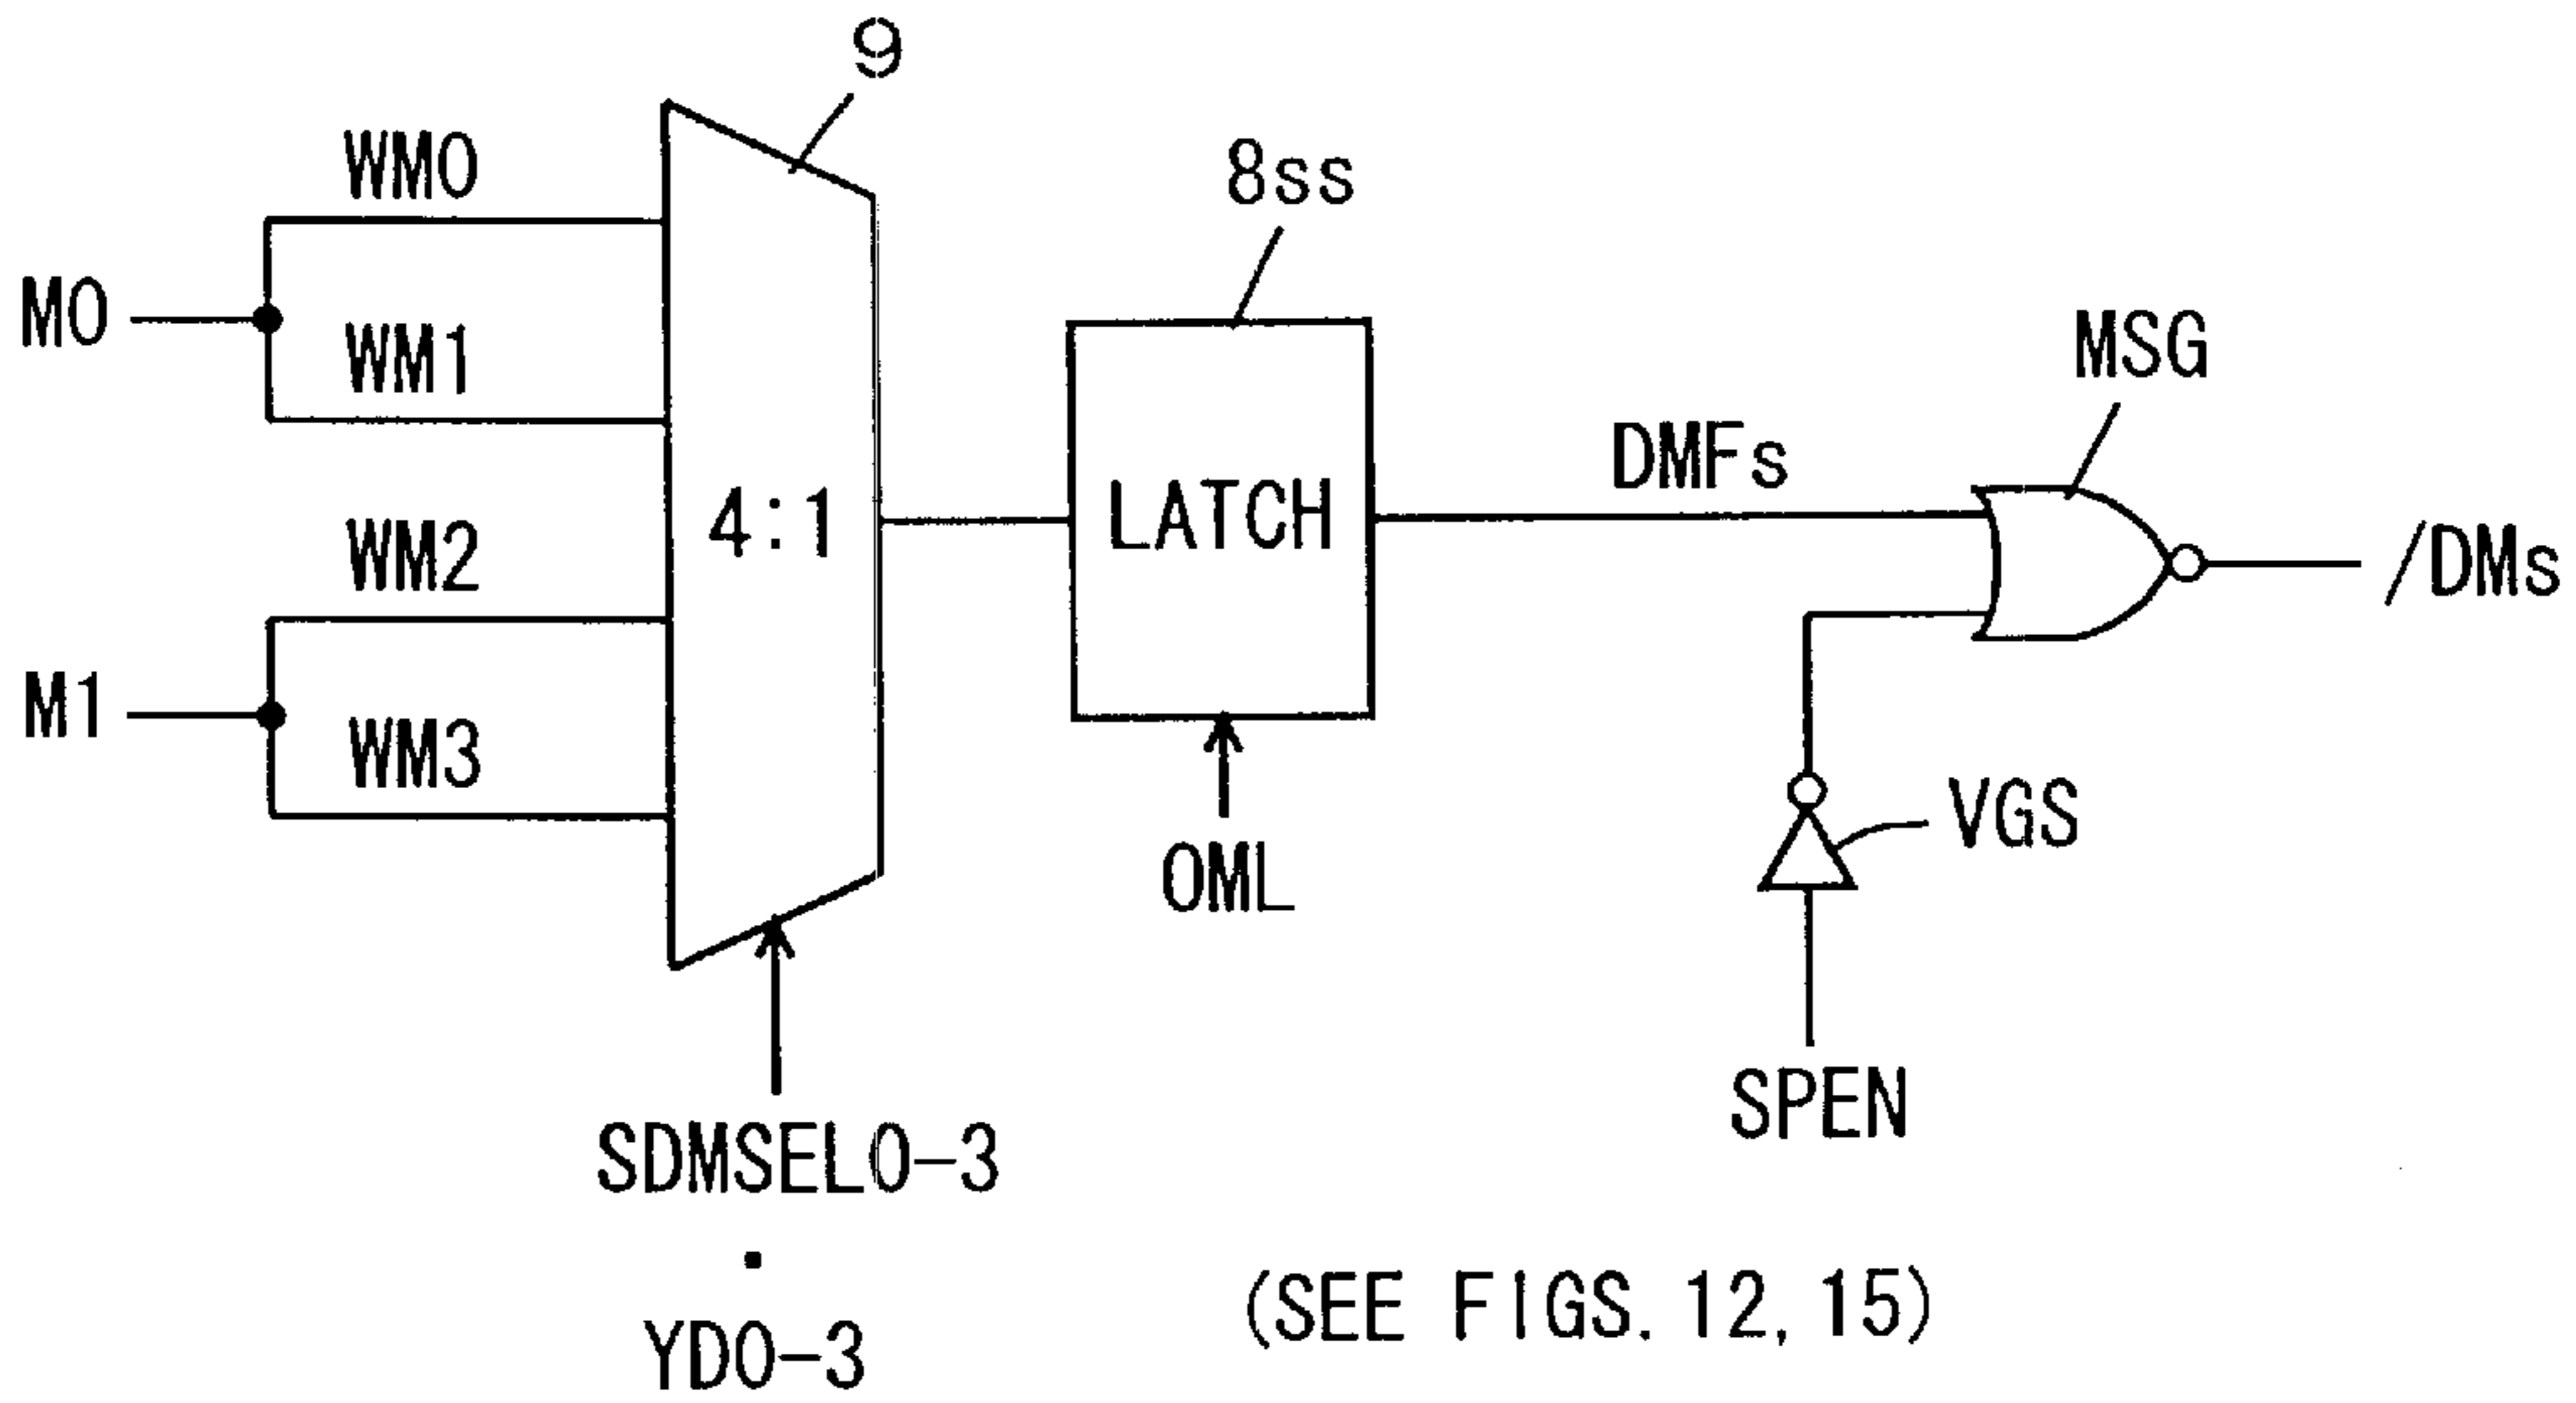 9
WM0
8ss
M0
WM1
MSG
DMFs
4:1
LATCH
WM2
/DMs
M1
WM3
VGS
OML
SPEN
SDMSEL0-3
·
YD0-3
(SEE FIGS. 12, 15)